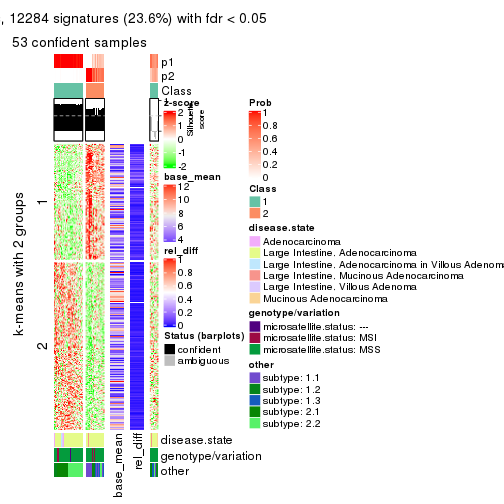 , 12284 signatures (23.6%) with fdr < 0.05
53 confident samples
p1
p2
Class
Silhouette
score
k-means with 2 groups
1
2
base_mean
rel_diff
disease.state
genotype/variation
other
z-score
2
1
0
-1
-2
base_mean
12
10
8
6
4
rel_diff
1
0.8
0.6
0.4
0.2
0
Status (barplots)
confident
ambiguous
Prob
1
0.8
0.6
0.4
0.2
0
Class
1
2
disease.state
Adenocarcinoma
Large Intestine. Adenocarcinoma
Large Intestine. Adenocarcinoma in Villous Adenom
Large Intestine. Mucinous Adenocarcinoma
Large Intestine. Villous Adenoma
Mucinous Adenocarcinoma
genotype/variation
microsatellite.status: ---
microsatellite.status: MSI
microsatellite.status: MSS
other
subtype: 1.1
subtype: 1.2
subtype: 1.3
subtype: 2.1
subtype: 2.2